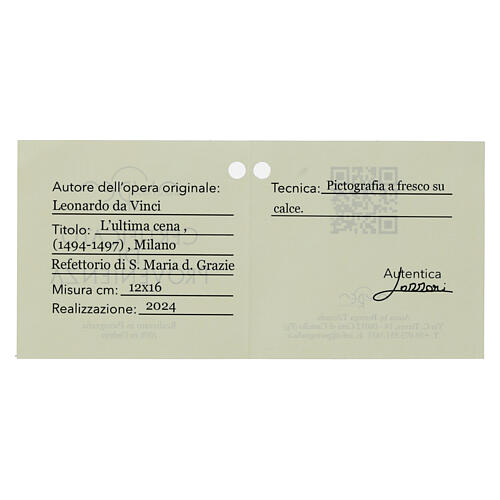 Autore dell'opera originale:
Leonardo da Vinci
Titolo: L'ultima cena ,
(1494-1497) , Milano
Refettorio di S. Maria d. Grazie
Misura cm: 12x16
Realizzazione: 2024
Tecnica: Pictografia a fresco su
calce.
Autentica